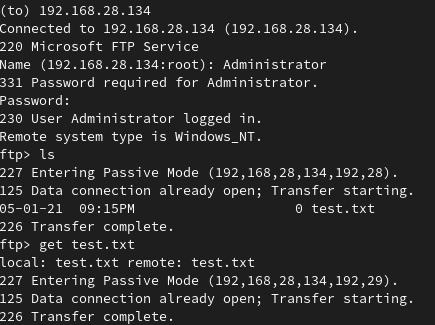 (to) 192.168.28.134
Connected to 192.168.28.134 (192.168.28.134).
220 Microsoft FTP Service
Name (192.168.28.134:root): Administrator
331 Password required for Administrator.
Password:
230 User Administrator logged in.
Remote system type is Windows_NT.
ftp> ls
227 Entering Passive Mode (192,168,28,134,192,28).
125 Data connection already open; Transfer starting.
05-01-21  09:15PM                    0 test.txt
226 Transfer complete.
ftp> get test.txt
local: test.txt remote: test.txt
227 Entering Passive Mode (192,168,28,134,192,29).
125 Data connection already open; Transfer starting.
226 Transfer complete.